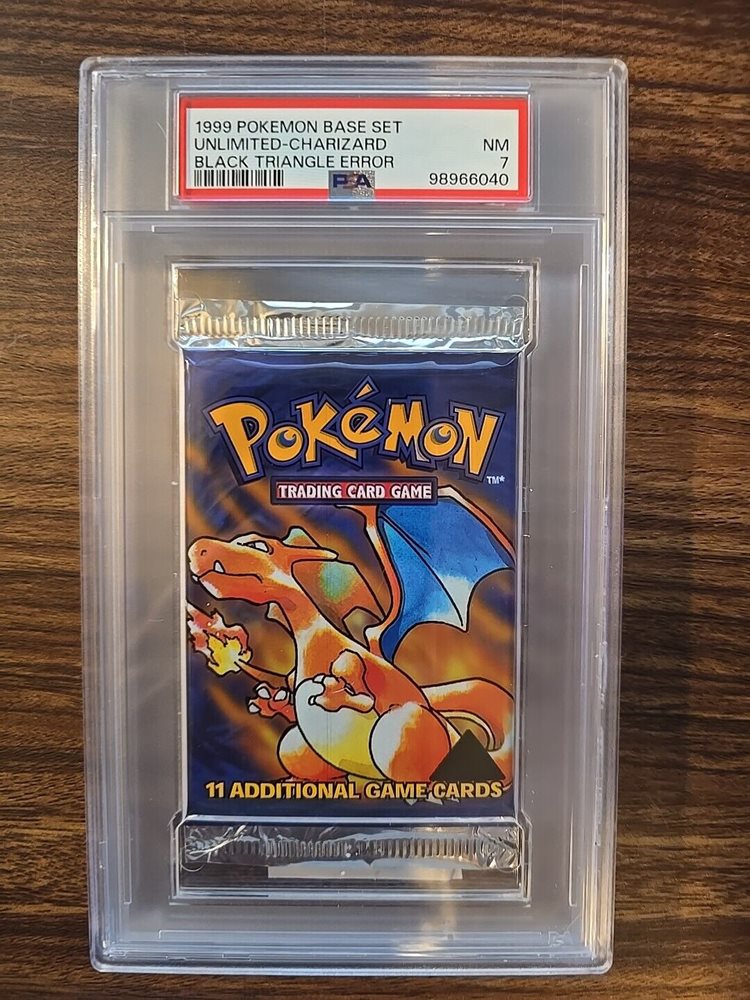 1999 POKEMON BASE SET
UNLIMITED-CHARIZARD NM
BLACK TRIANGLE ERROR 7
PSA 98966040
POKéMON
TM*
TRADING CARD GAME
11 ADDITIONAL GAME CARDS